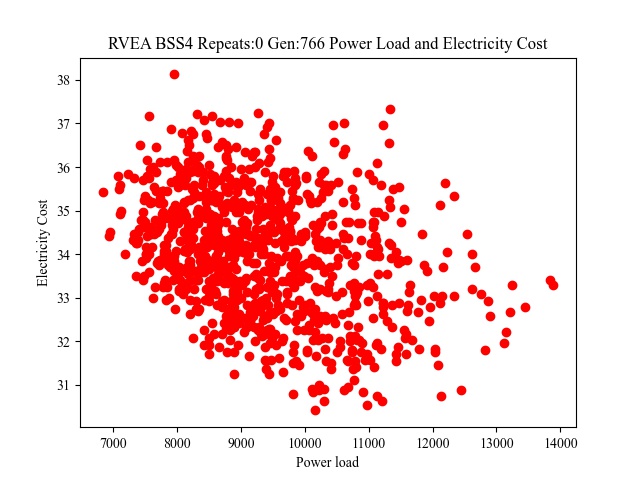 RVEA BSS4 Repeats:0 Gen:766 Power Load and Electricity Cost
38
37
36
35
34
33
32
31
Electricity Cost
7000 8000 9000 10000 11000 12000 13000 14000
Power load